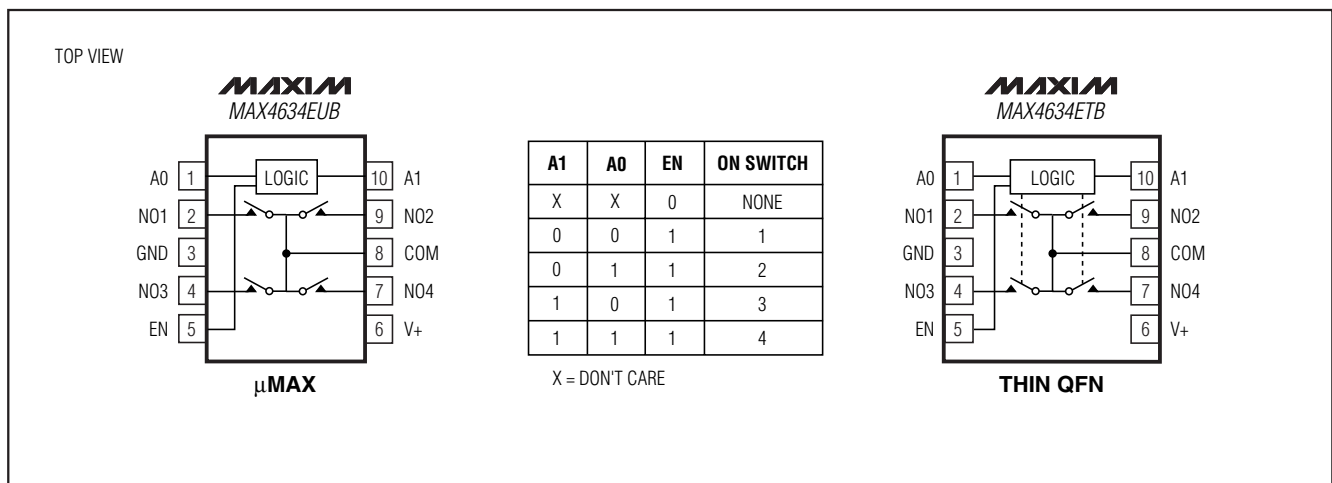 TOP VIEW
MAXIM
MAX4634EUB
A0 1 LOGIC 10 A1
NO1 2 9 NO2
GND 3 8 COM
NO3 4 7 NO4
EN 5 6 V+
µMAX
A1 A0 EN ON SWITCH
X X 0 NONE
0 0 1 1
0 1 1 2
1 0 1 3
1 1 1 4
X = DON'T CARE
MAXIM
MAX4634ETB
A0 1 LOGIC 10 A1
NO1 2 9 NO2
GND 3 8 COM
NO3 4 7 NO4
EN 5 6 V+
THIN QFN